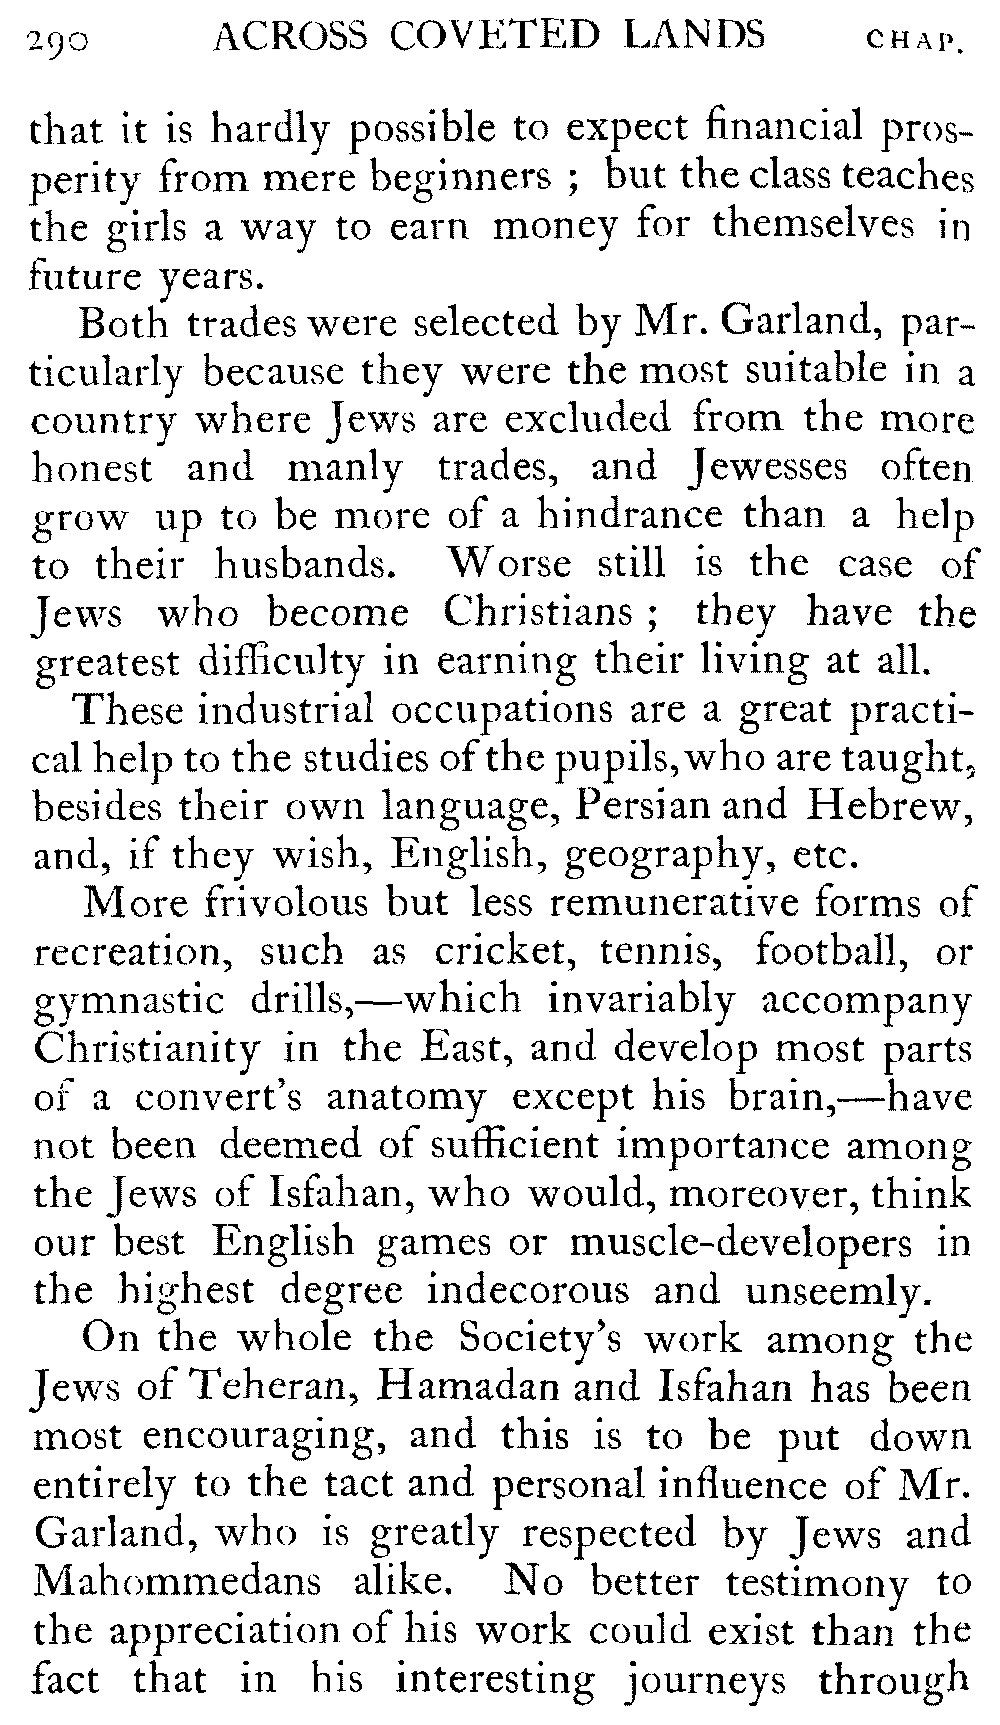 290 ACROSS COVETED LANDS CHAP.
that it is hardly possible to expect financial pros-
perity from mere beginners ; but the class teaches
the girls a way to earn money for themselves in
future years.
Both trades were selected by Mr. Garland, par-
ticularly because they were the most suitable in a
country where Jews are excluded from the more
honest and manly trades, and Jewesses often
grow up to be more of a hindrance than a help
to their husbands. Worse still is the case of
Jews who become Christians ; they have the
greatest difficulty in earning their living at all.
These industrial occupations are a great practi-
cal help to the studies of the pupils, who are taught,
besides their own language, Persian and Hebrew,
and, if they wish, English, geography, etc.
More frivolous but less remunerative forms of
recreation, such as cricket, tennis, football, or
gymnastic drills,—which invariably accompany
Christianity in the East, and develop most parts
of a convert's anatomy except his brain,—have
not been deemed of sufficient importance among
the Jews of Isfahan, who would, moreover, think
our best English games or muscle-developers in
the highest degree indecorous and unseemly.
On the whole the Society's work among the
Jews of Teheran, Hamadan and Isfahan has been
most encouraging, and this is to be put down
entirely to the tact and personal influence of Mr.
Garland, who is greatly respected by Jews and
Mahommedans alike. No better testimony to
the appreciation of his work could exist than the
fact that in his interesting journeys through